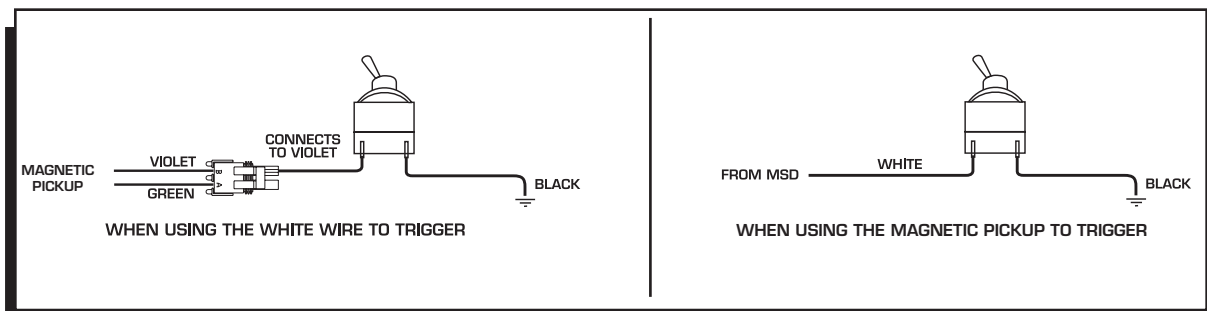 MAGNETIC
PICKUP
VIOLET
GREEN
B
A
CONNECTS
TO VIOLET
BLACK
WHEN USING THE WHITE WIRE TO TRIGGER
FROM MSD
WHITE
BLACK
WHEN USING THE MAGNETIC PICKUP TO TRIGGER